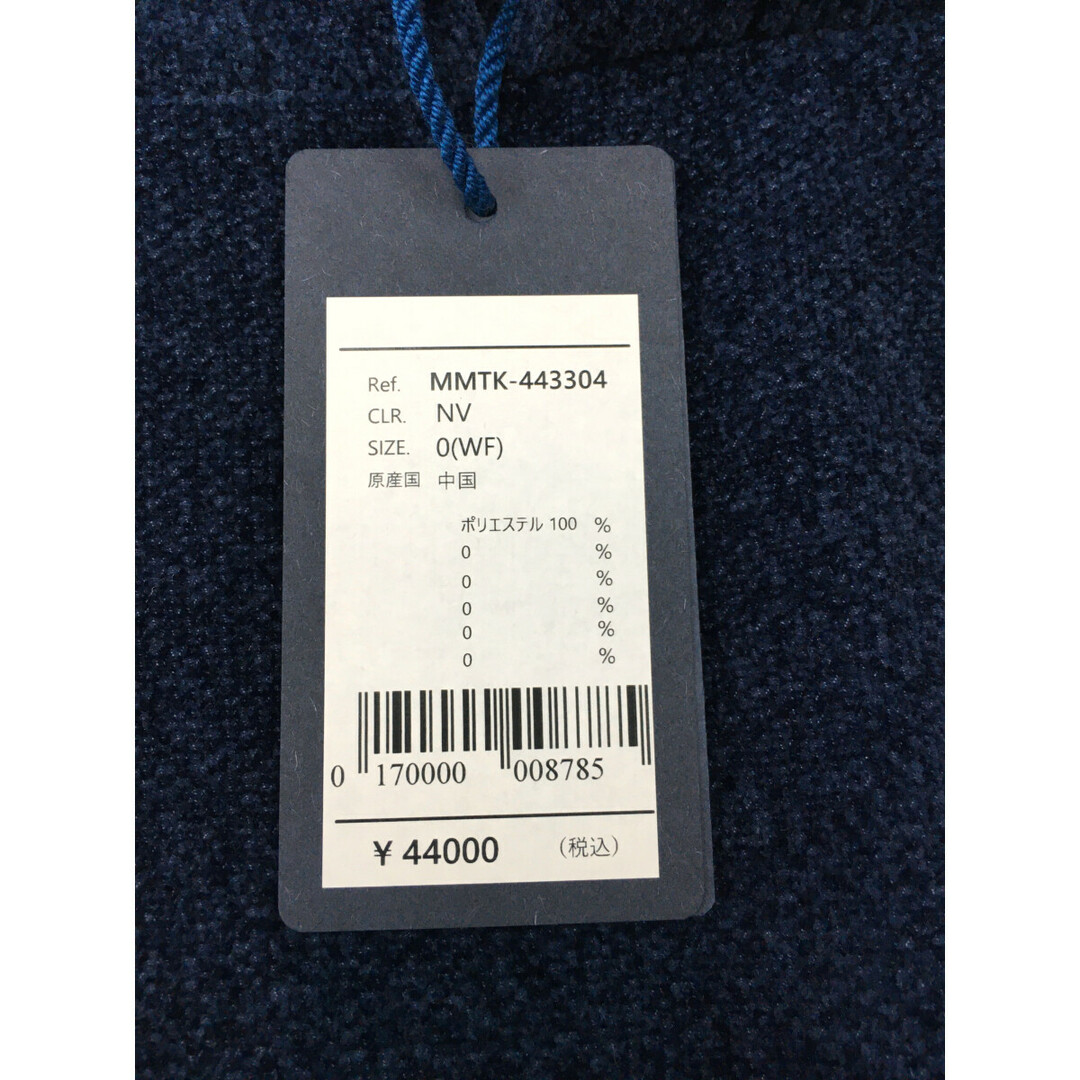 Ref. MMTK-443304
CLR. NV
SIZE. 0(WF)
原産国 中国
ポリエステル 100 %
0 %
0 %
0 %
0 %
0 %
0 170000 008785
¥ 44000 (税込)